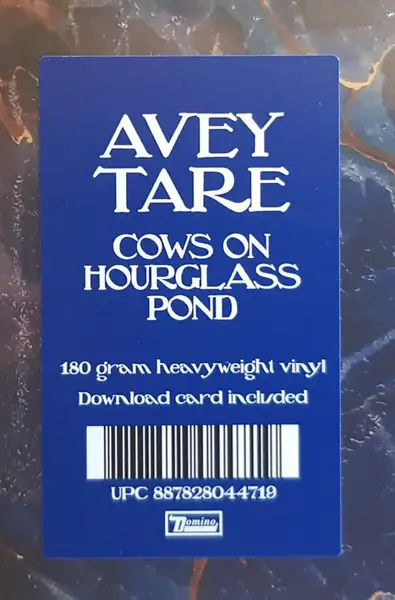 AVEY
TARE
COWS ON
HOURGLASS
POND
180 gram heavyweight vinyl
Download card included
UPC 887828044719
Domino